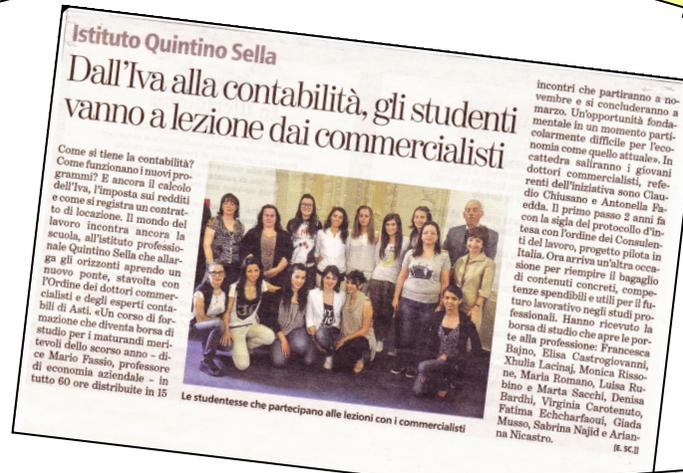 Istituto Quintino Sella
Dall'Iva alla contabilità, gli studenti
vanno a lezione dai commercialisti
Come si tiene la contabilità?
Come funzionano i nuovi pro-
grammi? E ancora il calcolo
dell'Iva, l'imposta sui redditi
e come si registra un contrat-
to di locazione. Il mondo del
lavoro incontra ancora la
scuola, all'istituto professio-
nale Quintino Sella che allar-
ga gli orizzonti aprendo un
nuovo ponte, stavolta con
l'Ordine dei dottori commer-
cialisti e degli esperti conta-
bili di Asti. «Un corso di for-
mazione che diventa borsa di
studio per i maturandi meri-
tevoli dello scorso anno - di-
ce Mario Fassio, professore
di economia aziendale - in
tutto 60 ore distribuite in 15
Le studentesse che partecipano alle lezioni con i commercialisti
incontri che partiranno a no-
vembre e si concluderanno a
marzo. Un'opportunità fonda-
mentale in un momento parti-
colarmente difficile per l'eco-
nomia come quello attuale». In
cattedra saliranno i giovani
dottori commercialisti, refe-
renti dell'iniziativa sono Clau-
dio Chiusano e Antonella Fa-
edda. Il primo passo 2 anni fa
con la sigla del protocollo d'in-
tesa con l'ordine dei Consulen-
ti del lavoro, progetto pilota in
Italia. Ora arriva un'altra occa-
sione per riempire il bagaglio
di contenuti concreti, compe-
tenze spendibili e utili per il fu-
turo lavorativo negli studi pro-
fessionali. Hanno ricevuto la
borsa di studio che apre le por-
te alla professione: Francesca
Bajno, Elisa Castrogiovanni,
Xhulia Lacinaj, Monica Risso-
ne, Maria Romano, Luisa Ru-
bino e Marta Sacchi, Denisa
Bardhi, Virginia Carotenuto,
Fatima Echcharfaoui, Giada
Musso, Sabrina Najid e Arian-
na Nicastro.
[E. SC.]